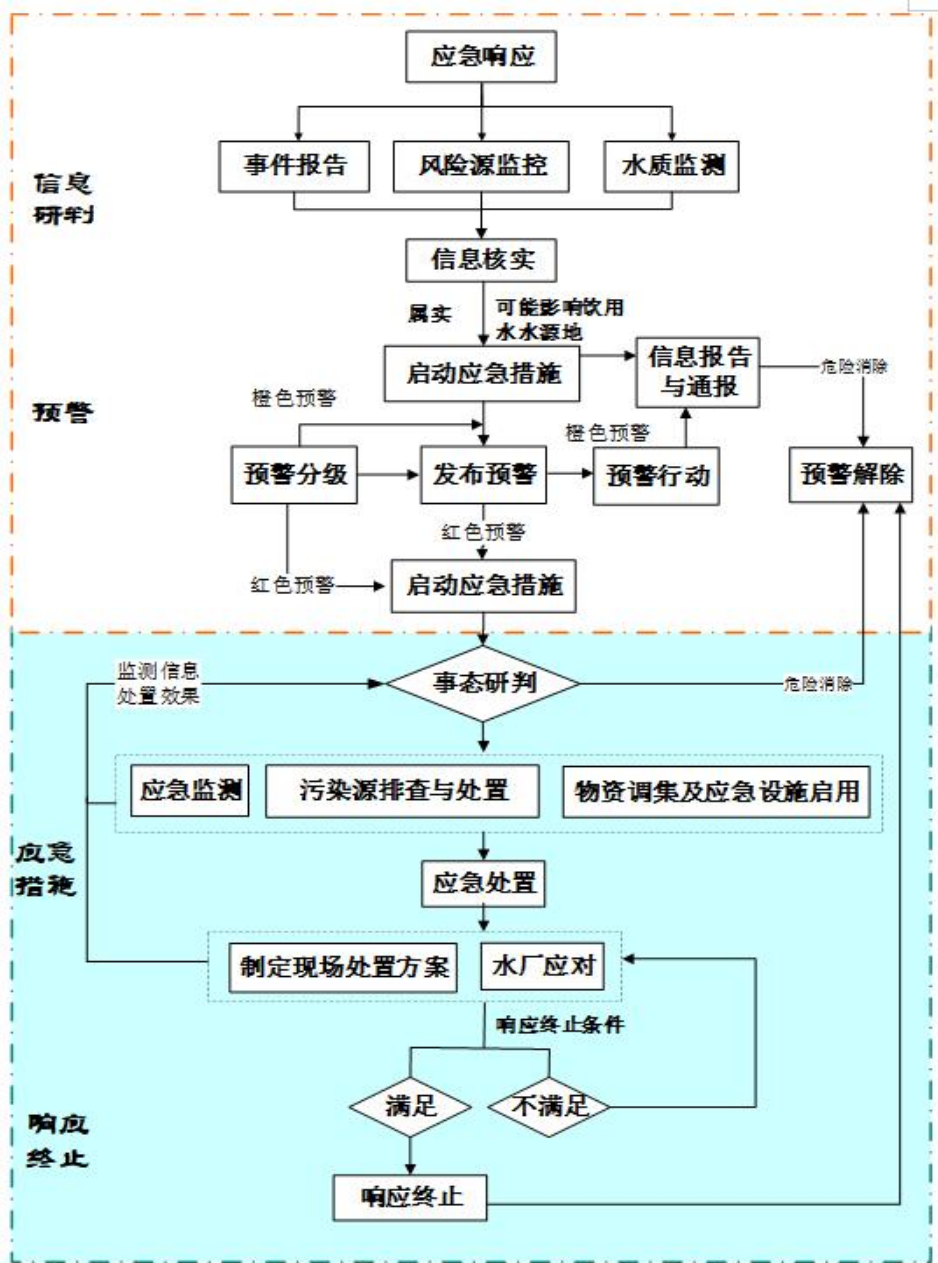 应急响应
事件报告
风险源监控
水质监测
信息
研判
信息核实
属实
可能影响饮用
水水源地
启动应急措施
信息报告
与通报
危险消除
橙色预警
预警
橙色预警
预警分级
发布预警
预警行动
预警解除
红色预警
红色预警
启动应急措施
监测信息
处置效果
事态研判
危险消除
应急监测
污染源排查与处置
物资调集及应急设施启用
应急
措施
应急处置
制定现场处置方案
水厂应对
响应终止条件
满足
不满足
响应
终止
响应终止